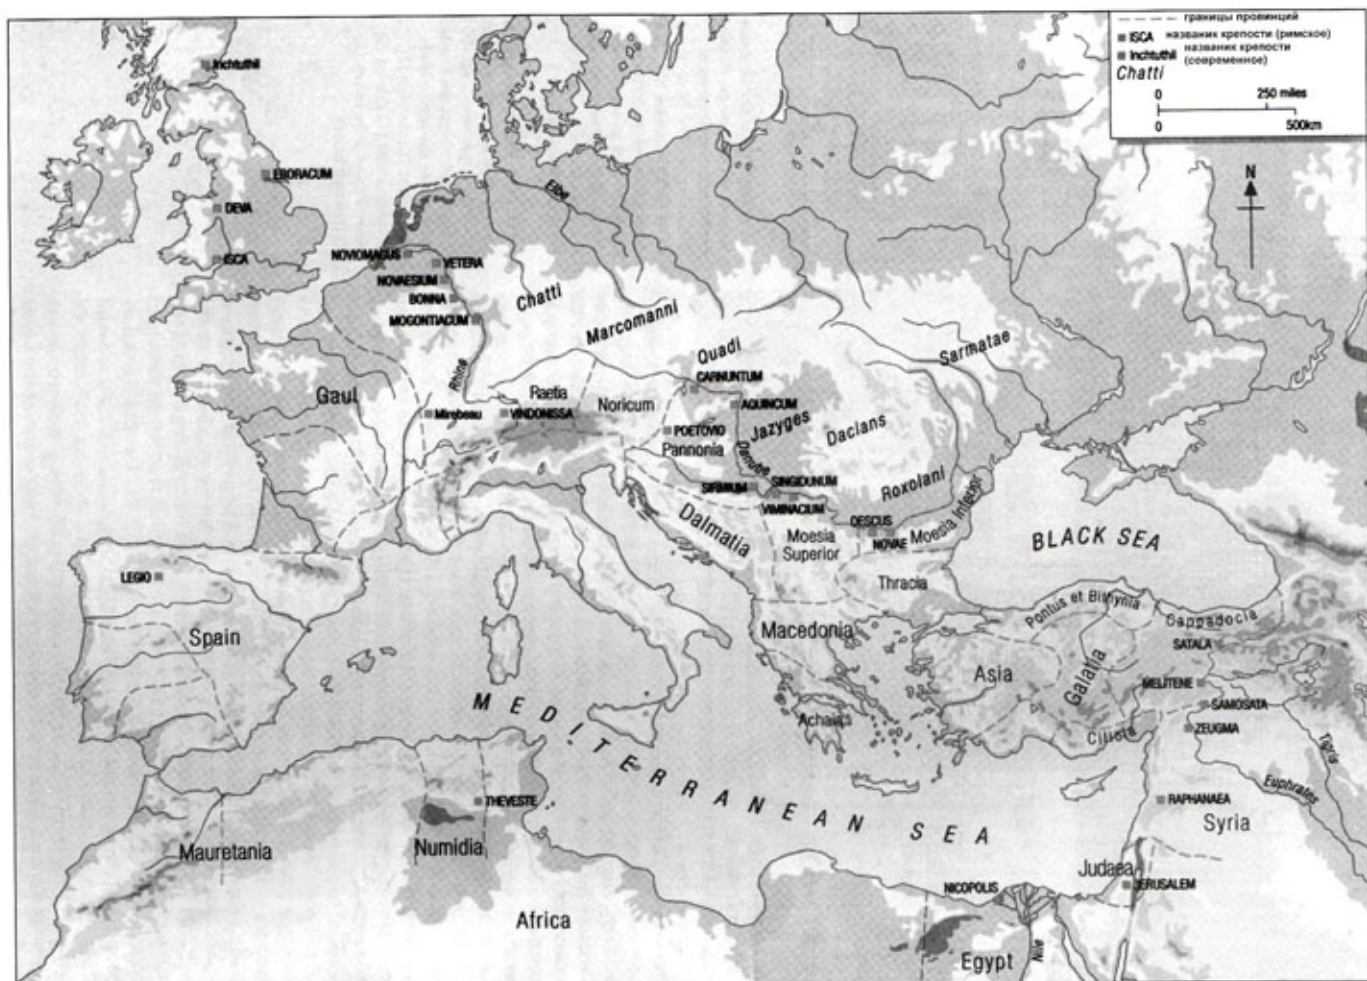 границы провинций
ISCA названик крепости (римское)
Inchtuthil названик крепости
(современное)
Chatti
0 250 miles
0 500km
N
Inchtuthil
EBORACUM
DEVA
ISCA
Elbe
NOVIOMAGUS
VETERA
NOVAESIUM
BONNA
MOGONTIACUM
Chatti
Marcomanni
Quadi
Sarmatae
CARNUNTUM
Rhine
Gaul
Raetia
Noricum
AQUINCUM
Mirebeau
VINDONISSA
POETOVIO
Pannonia
Jazyges
Dacians
Danube
SIRMIUM
SINGIDUNUM
VIMINACIUM
Roxolani
Dalmatia
Moesia
Superior
OESCUS
NOVAE
Moesia Inferior
BLACK SEA
LEGIO
Thracia
Spain
Macedonia
Pontus et Bithynia
Cappadocia
SATALA
Asia
Galatia
MELITENE
SAMOSATA
Achaia
Cilicia
ZEUGMA
Tigris
MEDITERRANEAN SEA
Euphrates
THEVESTE
RAPHANAEA
Syria
Mauretania
Numidia
Judaea
NICOPOLIS
JERUSALEM
Africa
Egypt
Nile